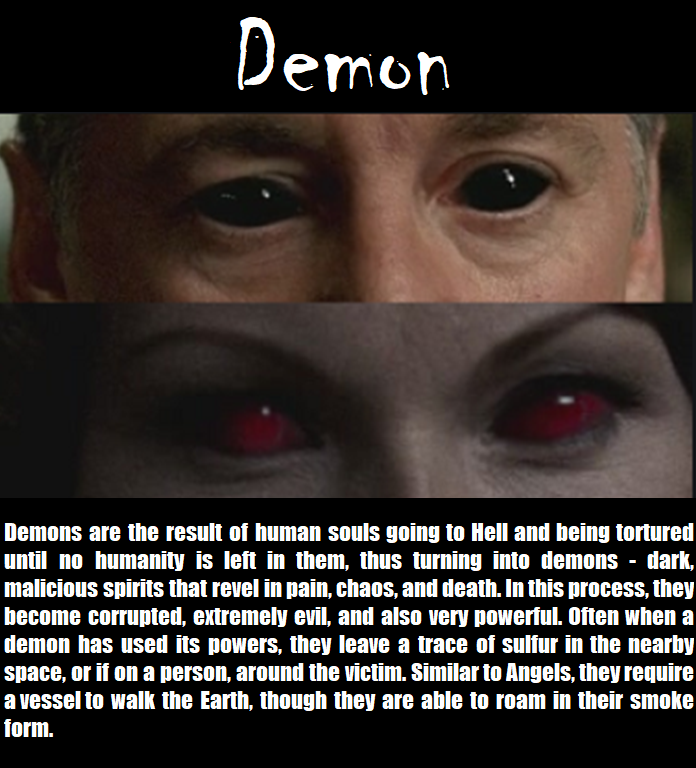 Demon
Demons are the result of human souls going to Hell and being tortured
until no humanity is left in them, thus turning into demons - dark,
malicious spirits that revel in pain, chaos, and death. In this process, they
become corrupted, extremely evil, and also very powerful. Often when a
demon has used its powers, they leave a trace of sulfur in the nearby
space, or if on a person, around the victim. Similar to Angels, they require
a vessel to walk the Earth, though they are able to roam in their smoke
form.